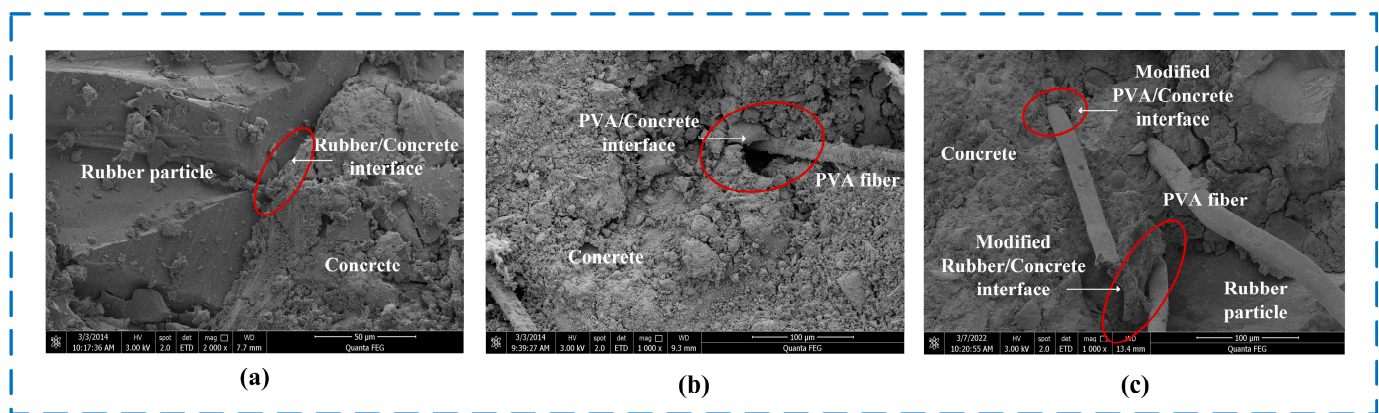 Rubber particle
Rubber/Concrete
interface
Concrete
3/3/2014
10:17:36 AM
HV
3.00 kV
spot
2.0
det
ETD
mag
2 000 x
WD
7.7 mm
50 µm
Quanta FEG
(a)
PVA/Concrete
interface
PVA fiber
Concrete
3/3/2014
9:39:27 AM
HV
3.00 kV
spot
2.0
det
ETD
mag
1 000 x
WD
9.3 mm
100 µm
Quanta FEG
(b)
Modified
PVA/Concrete
interface
Concrete
PVA fiber
Modified
Rubber/Concrete
interface
Rubber
particle
3/7/2022
10:20:55 AM
HV
3.00 kV
spot
2.0
det
ETD
mag
1 000 x
WD
13.4 mm
100 µm
Quanta FEG
(c)